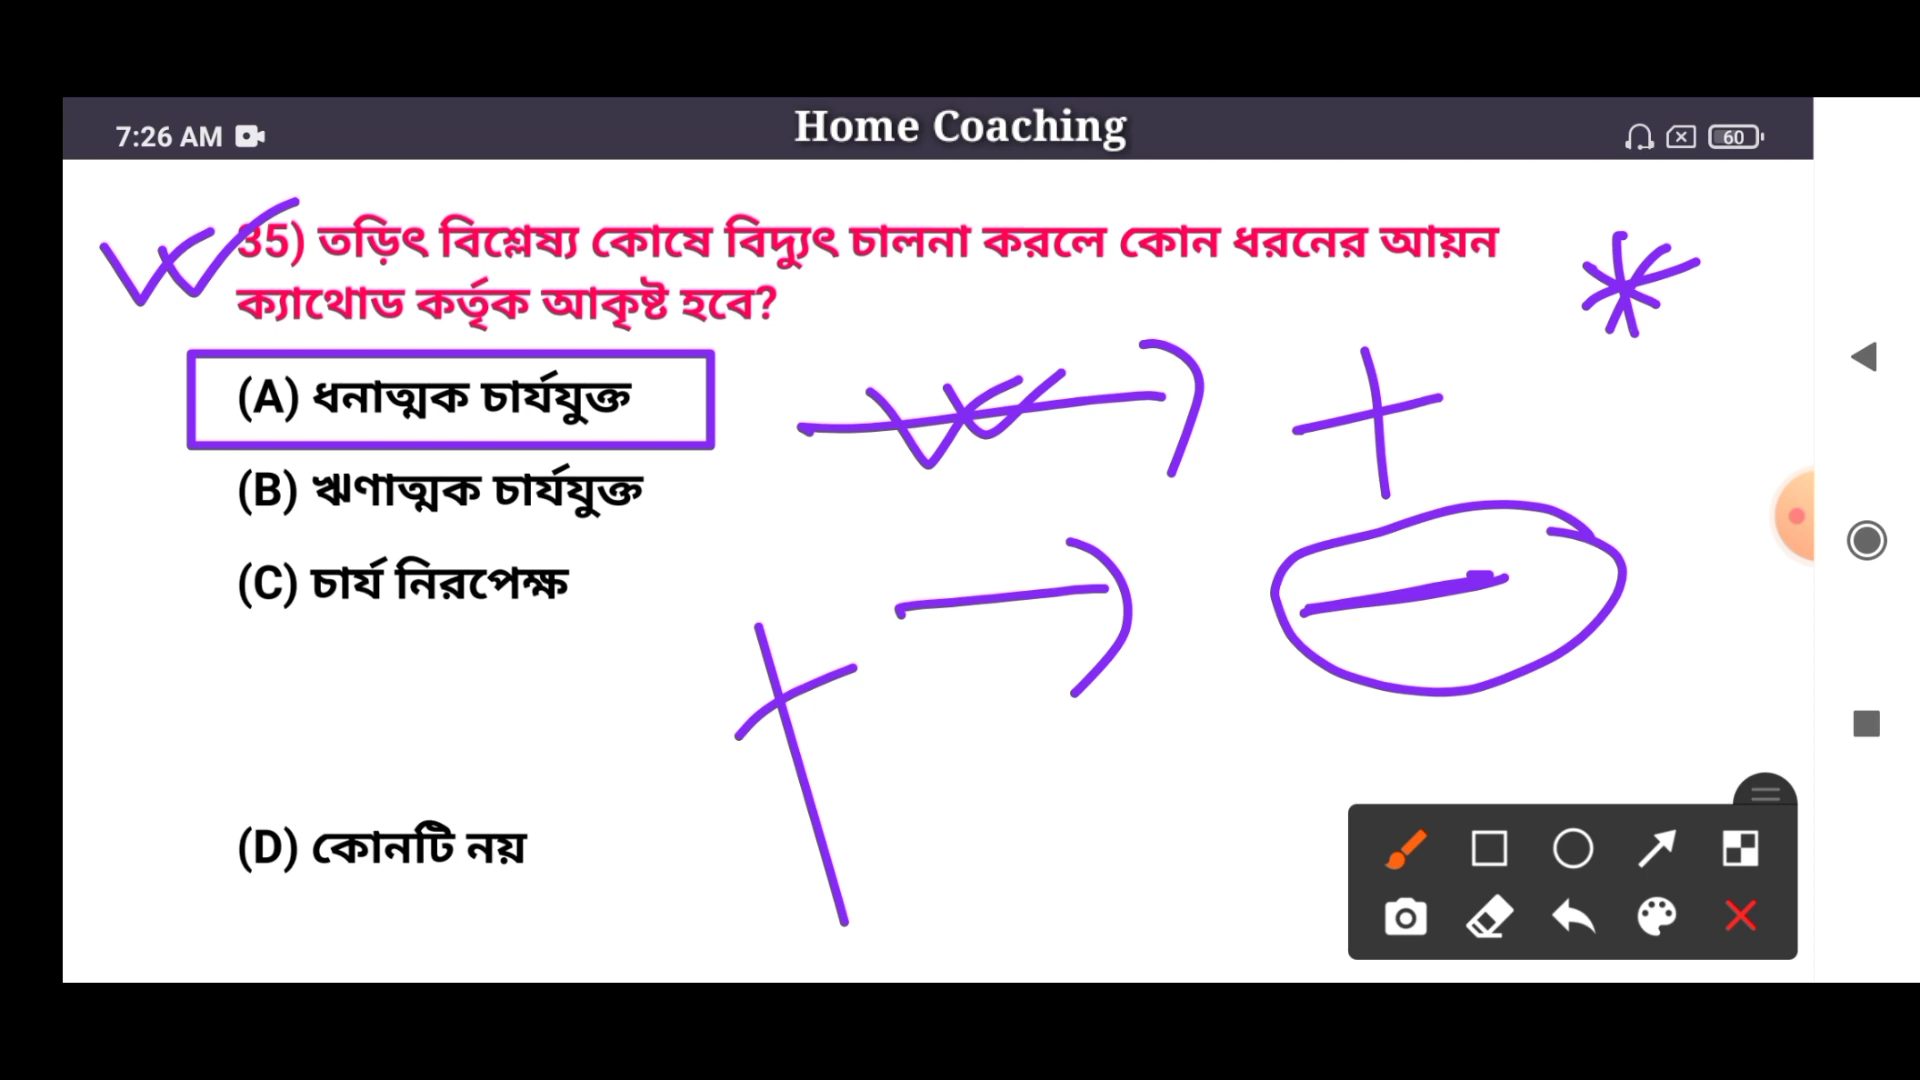 7:26 AM
Home Coaching
60
35) তড়িৎ বিশ্লেষ্য কোষে বিদ্যুৎ চালনা করলে কোন ধরনের আয়ন
ক্যাথোড কর্তৃক আকৃষ্ট হবে?
(A) ধনাত্মক চার্যযুক্ত
(B) ঋণাত্মক চার্যযুক্ত
(C) চার্য নিরপেক্ষ
(D) কোনটি নয়